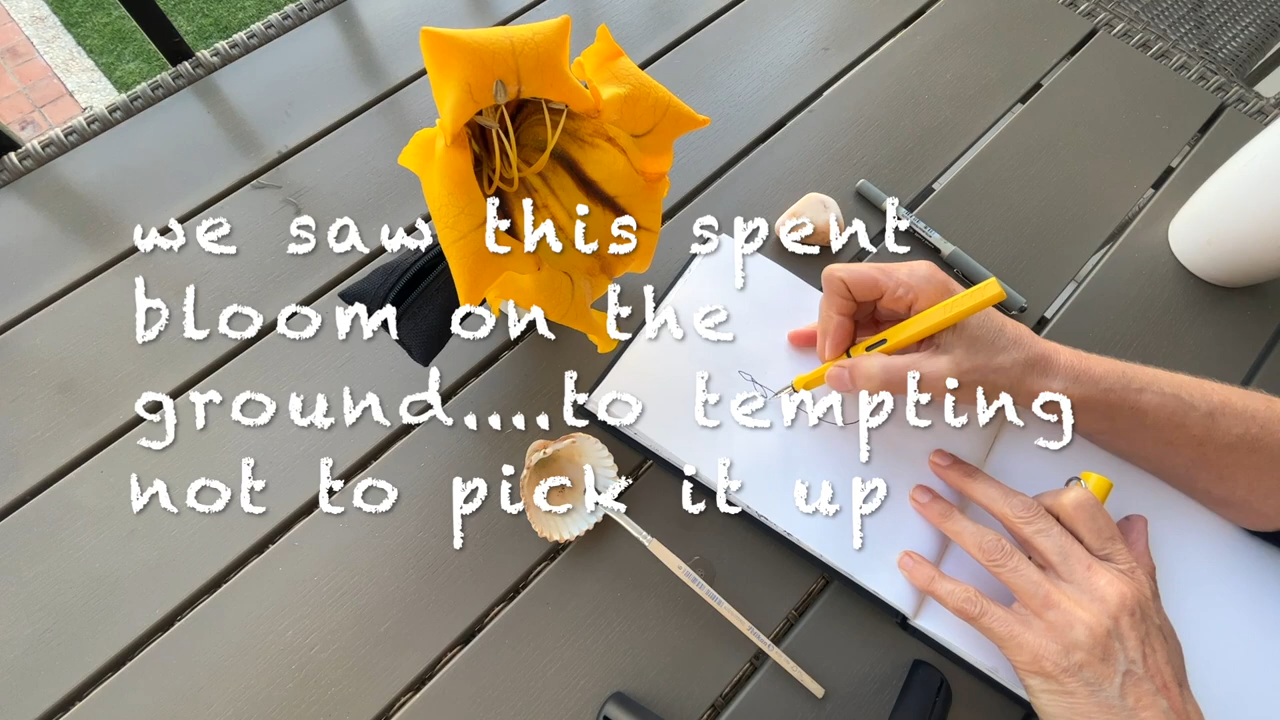 we saw this spent
bloom on the
ground....to tempting
not to pick it up